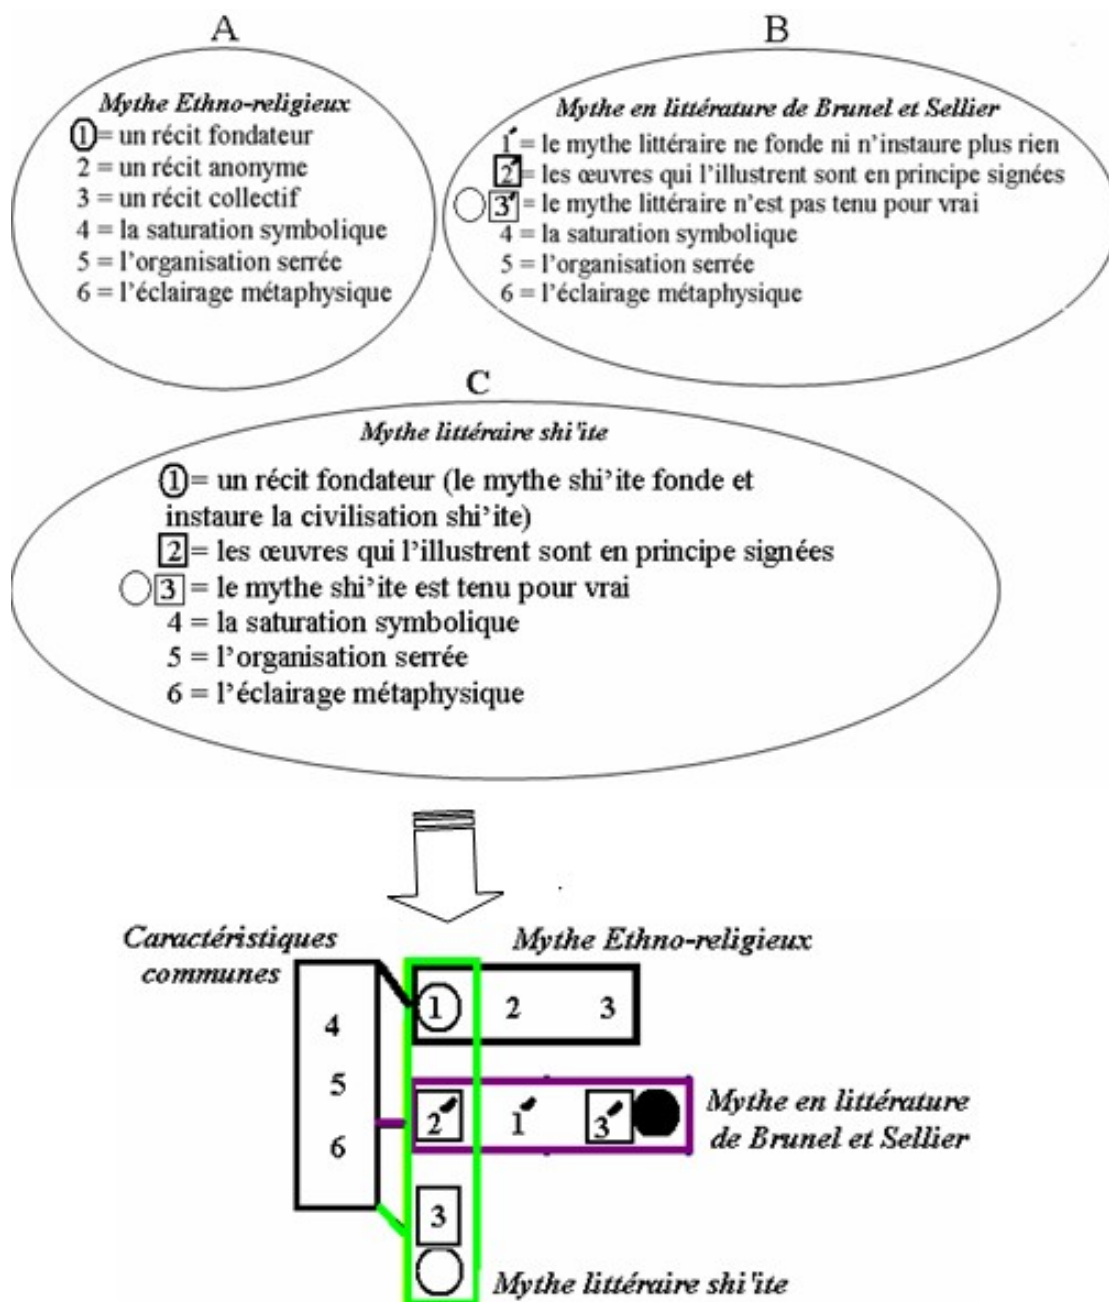 A
Mythe Ethno-religieux
1 = un récit fondateur
2 = un récit anonyme
3 = un récit collectif
4 = la saturation symbolique
5 = l'organisation serrée
6 = l'éclairage métaphysique
B
Mythe en littérature de Brunel et Sellier
1' = le mythe littéraire ne fonde ni n'instaure plus rien
2' = les œuvres qui l'illustrent sont en principe signées
3' = le mythe littéraire n'est pas tenu pour vrai
4 = la saturation symbolique
5 = l'organisation serrée
6 = l'éclairage métaphysique
C
Mythe littéraire shi'ite
1 = un récit fondateur (le mythe shi'ite fonde et
instaure la civilisation shi'ite)
2 = les œuvres qui l'illustrent sont en principe signées
3 = le mythe shi'ite est tenu pour vrai
4 = la saturation symbolique
5 = l'organisation serrée
6 = l'éclairage métaphysique
Caractéristiques
communes
4
5
6
Mythe Ethno-religieux
1 2 3
2' 1' 3'
Mythe en littérature
de Brunel et Sellier
3
Mythe littéraire shi'ite